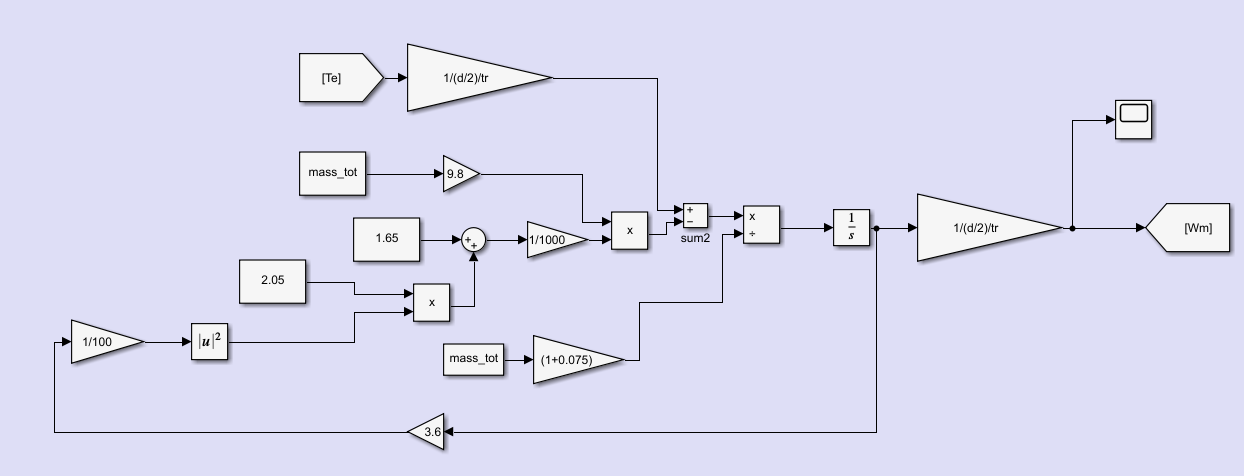 [Te]
1/(d/2)/tr
mass_tot
9.8
1.65
+
+
1/1000
x
+
−
sum2
x
÷
1
s
1/(d/2)/tr
[Wm]
2.05
x
1/100
|u|²
mass_tot
(1+0.075)
3.6